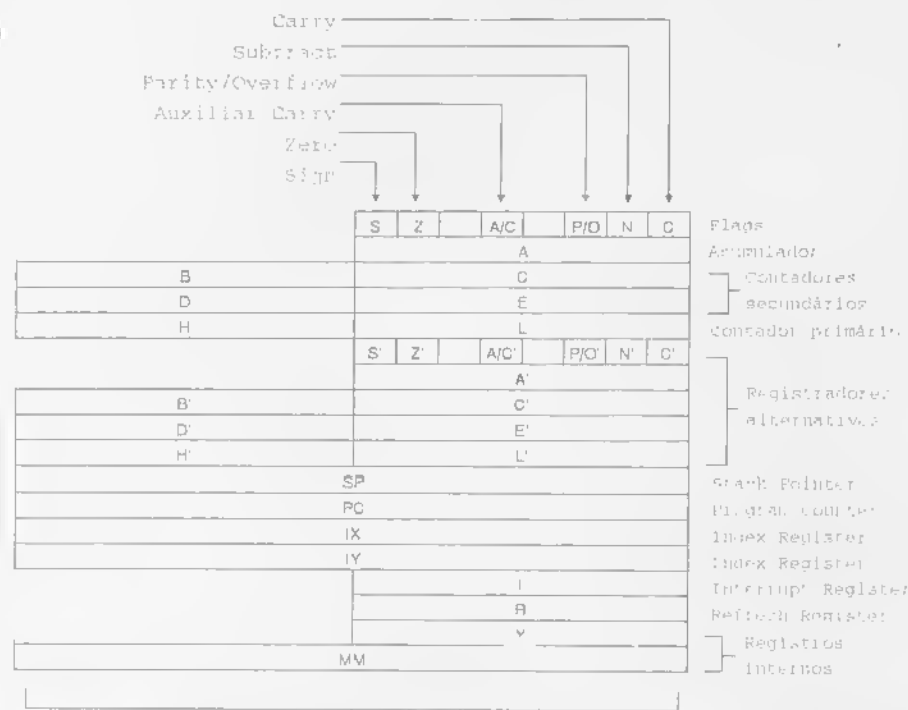 Carry
Subtract
Parity/Overflow
Auxiliar Carry
Zero
Sign
S Z A/C P/O N C Flags
A Acumulador
B C Contadores
D E secundários
H L Contador primário
S' Z' A/C' P/O' N' C'
A'
B' C' Registradores
D' E' alternativos
H' L'
SP Stack Pointer
PC Program Counter
IX Index Register
IY Index Register
I Interrupt Register
R Register
Registros
MM internos